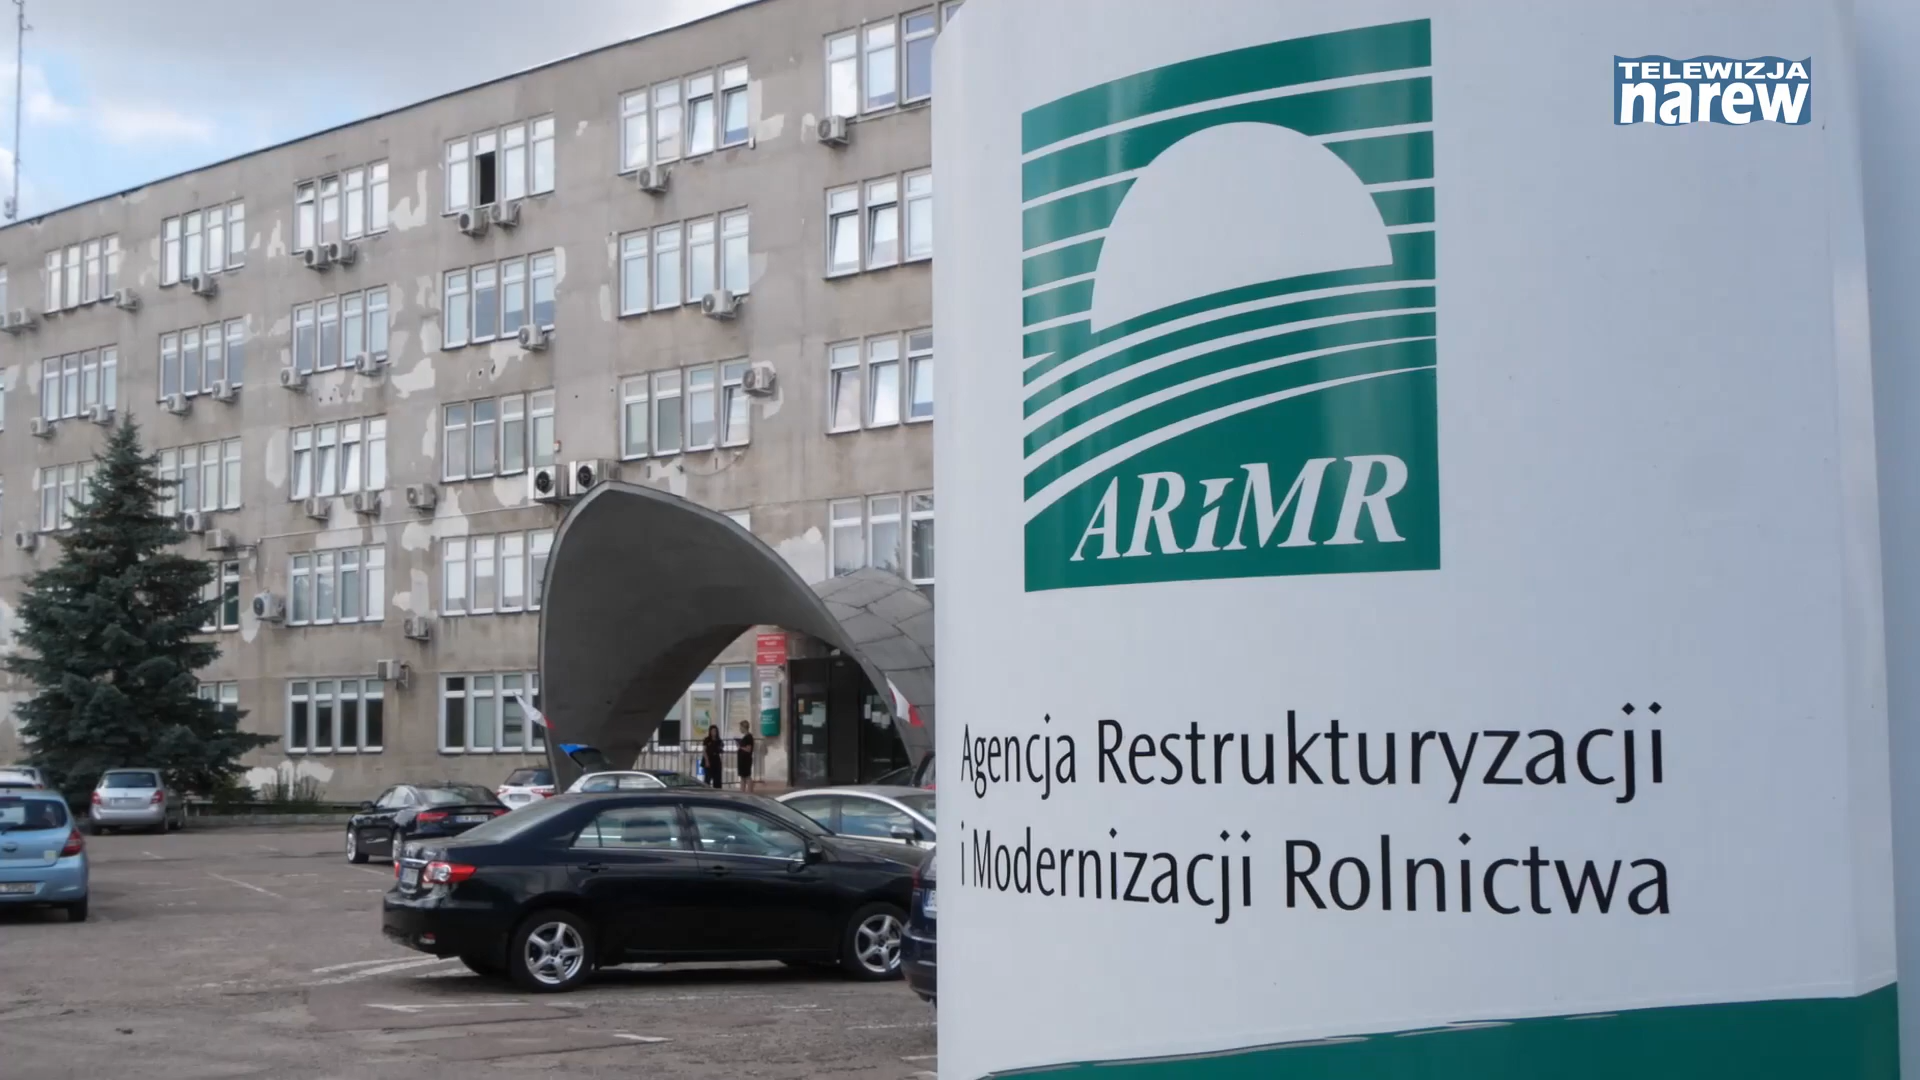 TELEWIZJA
narew
ARiMR
Agencja Restrukturyzacji
i Modernizacji Rolnictwa